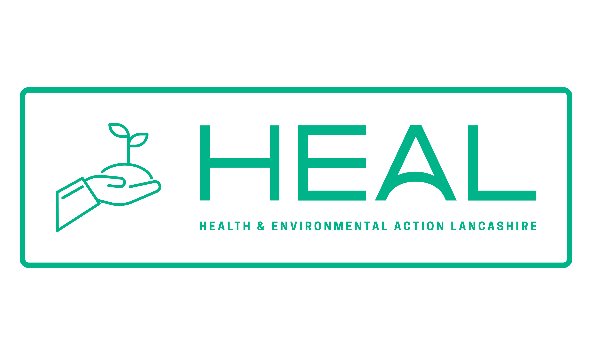 HEAL
HEALTH & ENVIRONMENTAL ACTION LANCASHIRE